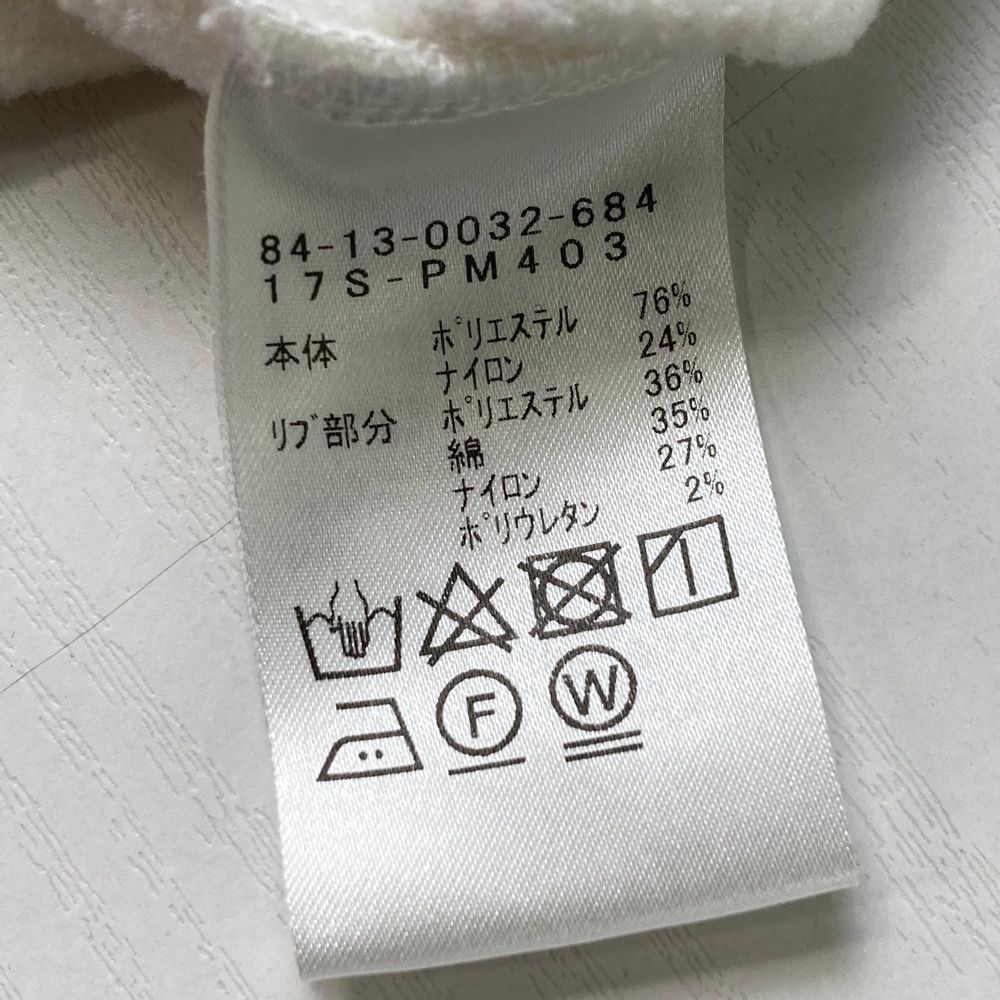 84-13-0032-684
17S-PM403
本体 ポリエステル 76%
ナイロン 24%
リブ部分 ポリエステル 36%
綿 35%
ナイロン 27%
ポリウレタン 2%
F W